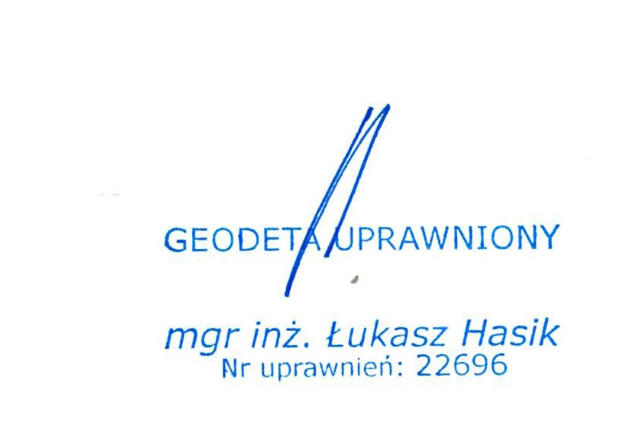 GEODETA UPRAWNIONY
mgr inż. Łukasz Hasik
Nr uprawnień: 22696